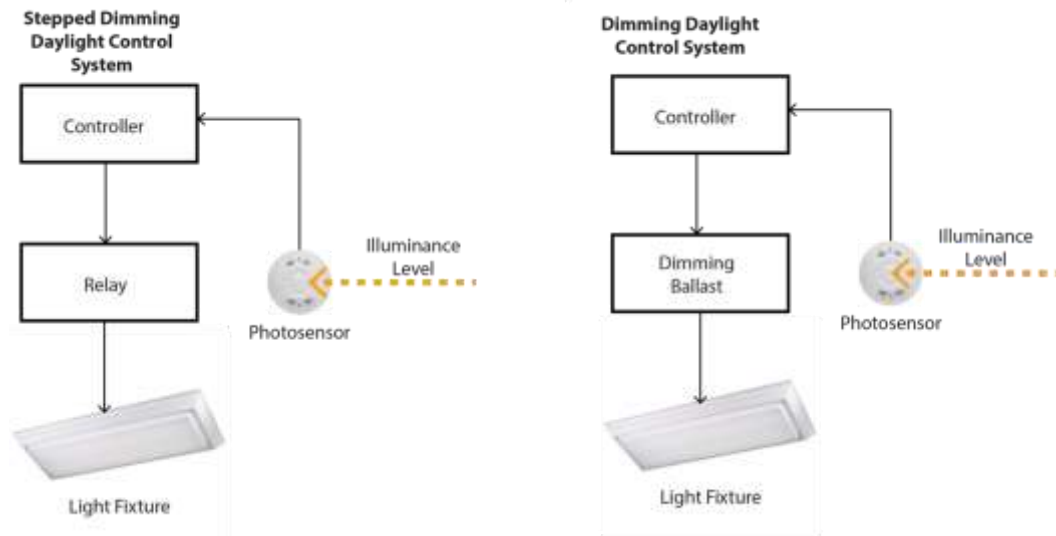 Stepped Dimming
Daylight Control
System
Controller
Relay
Illuminance
Level
Photosensor
Light Fixture
Dimming Daylight
Control System
Controller
Dimming
Ballast
Illuminance
Level
Photosensor
Light Fixture